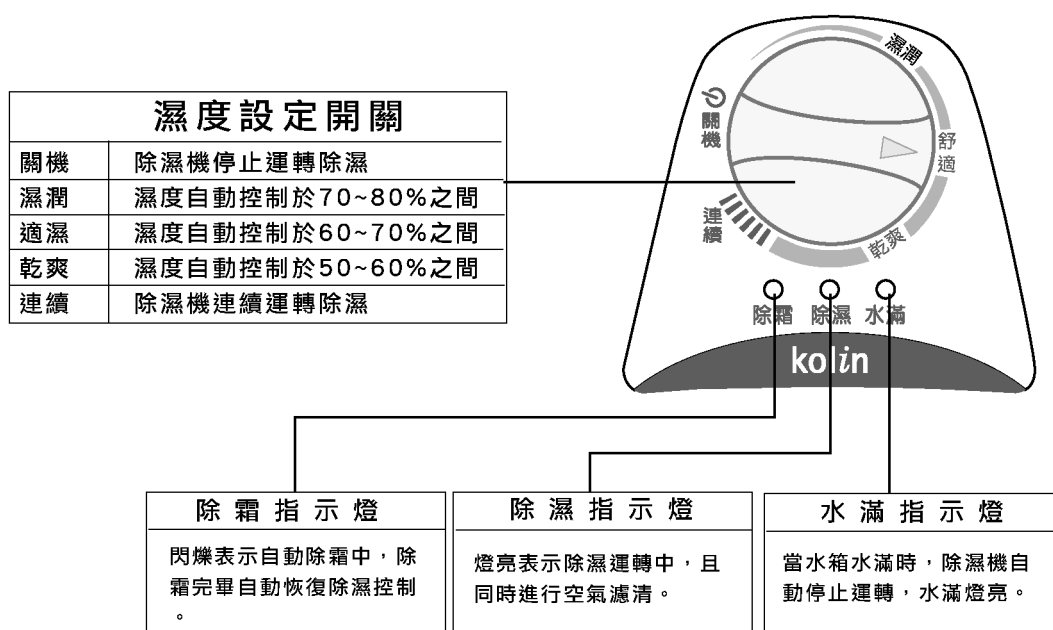 濕度設定開關
關機 除濕機停止運轉除濕
濕潤 濕度自動控制於70~80%之間
適濕 濕度自動控制於60~70%之間
乾爽 濕度自動控制於50~60%之間
連續 除濕機連續運轉除濕
濕潤
關機
舒適
連續
乾爽
除霜 除濕 水滿
kolin
除霜指示燈
閃爍表示自動除霜中，除
霜完畢自動恢復除濕控制
。
除濕指示燈
燈亮表示除濕運轉中，且
同時進行空氣濾清。
水滿指示燈
當水箱水滿時，除濕機自
動停止運轉，水滿燈亮。